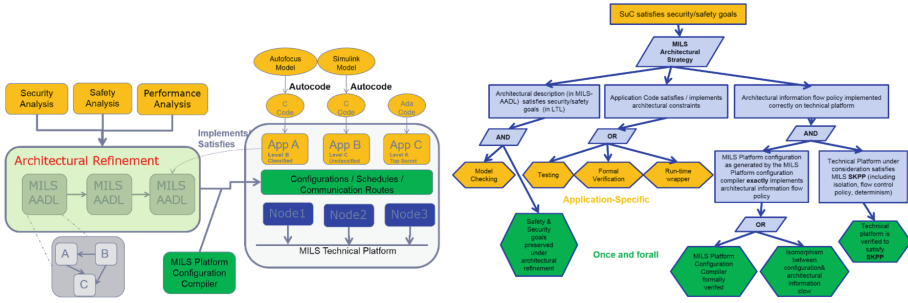 Security
Analysis
Safety
Analysis
Performance
Analysis
Architectural Refinement
MILS
AADL
MILS
AADL
MILS
AADL
A
B
C
Implements/
Satisfies
MILS Platform
Configuration
Compiler
Autofocus
Model
Simulink
Model
Autocode
Autocode
C
Code
C
Code
Ada
Code
App A
Level B
Classified
App B
Level C
Unclassified
App C
Level A
Top Secret
Configurations / Schedules /
Communication Routes
Node1
Node2
Node3
MILS Technical Platform
SuC satisfies security/safety goals
MILS
Architectural
Strategy
Architectural description (in MILS-
AADL) satisfies security/safety
goals (in LTL)
Application Code satisfies / implements
architectural constraints
Architectural information flow policy implemented
correctly on technical platform
AND
OR
AND
Model
Checking
Testing
Formal
Verification
Run-time
wrapper
Application-Specific
MILS Platform configuration
as generated by the MILS
Platform configuration
compiler exactly implements
architectural information flow
policy
Technical Platform under
consideration satisfies
MILS SKPP (including
isolation, flow control
policy, determinism)
Safety &
Security
goals
preserved
under
architectural
refinement
Once and forall
OR
MILS Platform
Configuration
Compiler
formally
verified
Isomorphism
between
configuration&
architectural
information
Technical
platform is
verified to
satisfy
SKPP